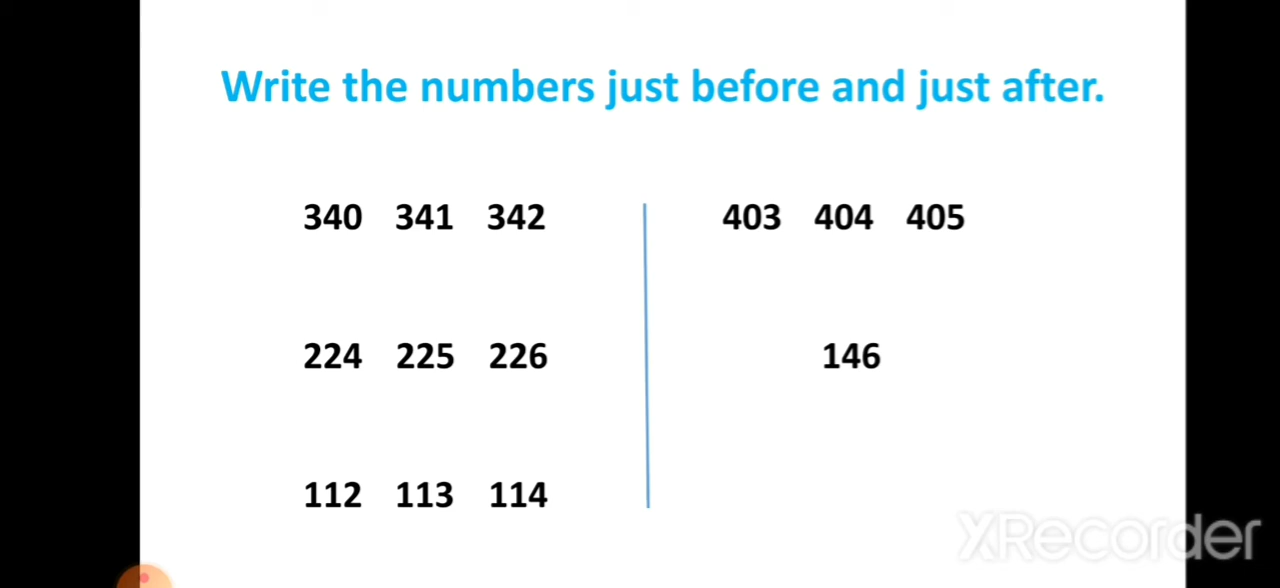 Write the numbers just before and just after.
340 341 342
224 225 226
112 113 114
403 404 405
146
XRecorder